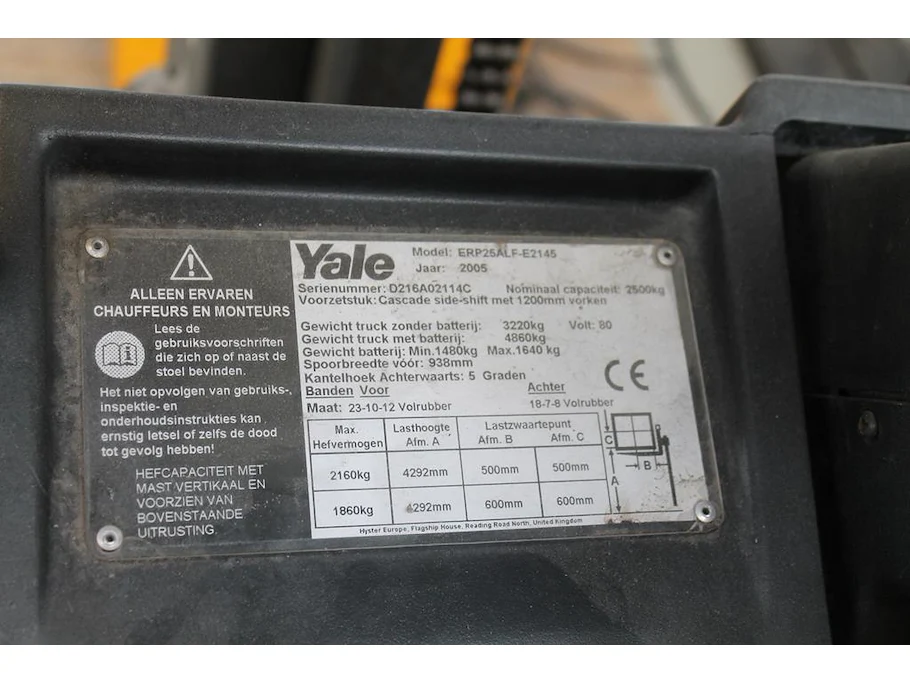 ALLEEN ERVAREN
CHAUFFEURS EN MONTEURS
Lees de
gebruiksvoorschriften
die zich op of naast de
stoel bevinden.
Het niet opvolgen van gebruiks-,
inspektie- en
onderhoudsinstrukties kan
ernstig letsel of zelfs de dood
tot gevolg hebben!
HEFCAPACITEIT MET
MAST VERTIKAAL EN
VOORZIEN VAN
BOVENSTAANDE
UITRUSTING.
Yale
Model: ERP25ALF-E2145
Jaar: 2005
Serienummer: D216A02114C Nominaal capaciteit: 2500kg
Voorzetstuk: Cascade side-shift met 1200mm vorken
Gewicht truck zonder batterij: 3220kg Volt: 80
Gewicht truck met batterij: 4860kg
Gewicht batterij: Min.1480kg Max.1640 kg
Spoorbreedte vóór: 938mm
Kantelhoek Achterwaarts: 5 Graden
CE
Banden Voor Achter
Maat: 23-10-12 Volrubber 18-7-8 Volrubber
Max. Hefvermogen Lasthoogte Afm. A Lastzwaartepunt Afm. B Afm. C
2160kg 4292mm 500mm 500mm
1860kg 4292mm 600mm 600mm
C
B
A
Hyster Europe, Flagship House, Reading Road North, United Kingdom